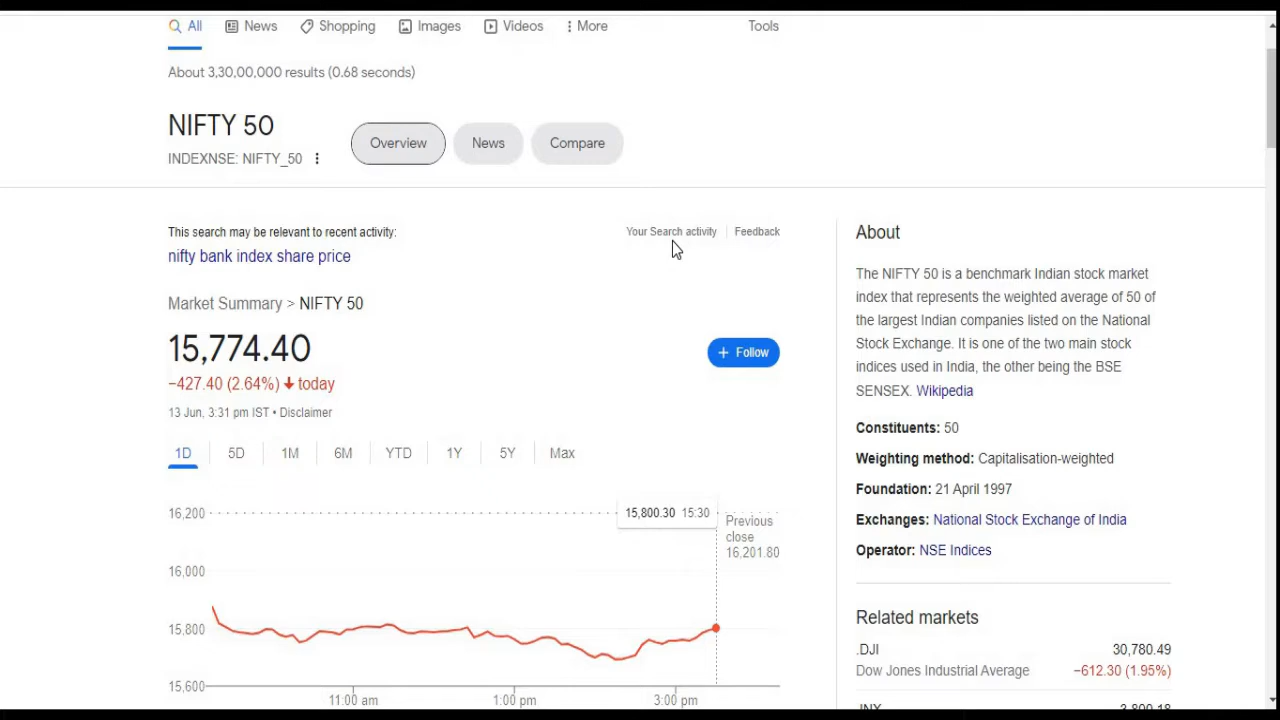 All News Shopping Images Videos More Tools
About 3,30,00,000 results (0.68 seconds)
NIFTY 50
INDEXNSE: NIFTY_50
Overview News Compare
This search may be relevant to recent activity:
nifty bank index share price
Your Search activity Feedback
Market Summary > NIFTY 50
15,774.40
Follow
−427.40 (2.64%) today
13 Jun, 3:31 pm IST • Disclaimer
1D 5D 1M 6M YTD 1Y 5Y Max
16,200
16,000
15,800
15,600
15,800.30 15:30
Previous
close
16,201.80
11:00 am 1:00 pm 3:00 pm
About
The NIFTY 50 is a benchmark Indian stock market
index that represents the weighted average of 50 of
the largest Indian companies listed on the National
Stock Exchange. It is one of the two main stock
indices used in India, the other being the BSE
SENSEX. Wikipedia
Constituents: 50
Weighting method: Capitalisation-weighted
Foundation: 21 April 1997
Exchanges: National Stock Exchange of India
Operator: NSE Indices
Related markets
.DJI 30,780.49
Dow Jones Industrial Average −612.30 (1.95%)